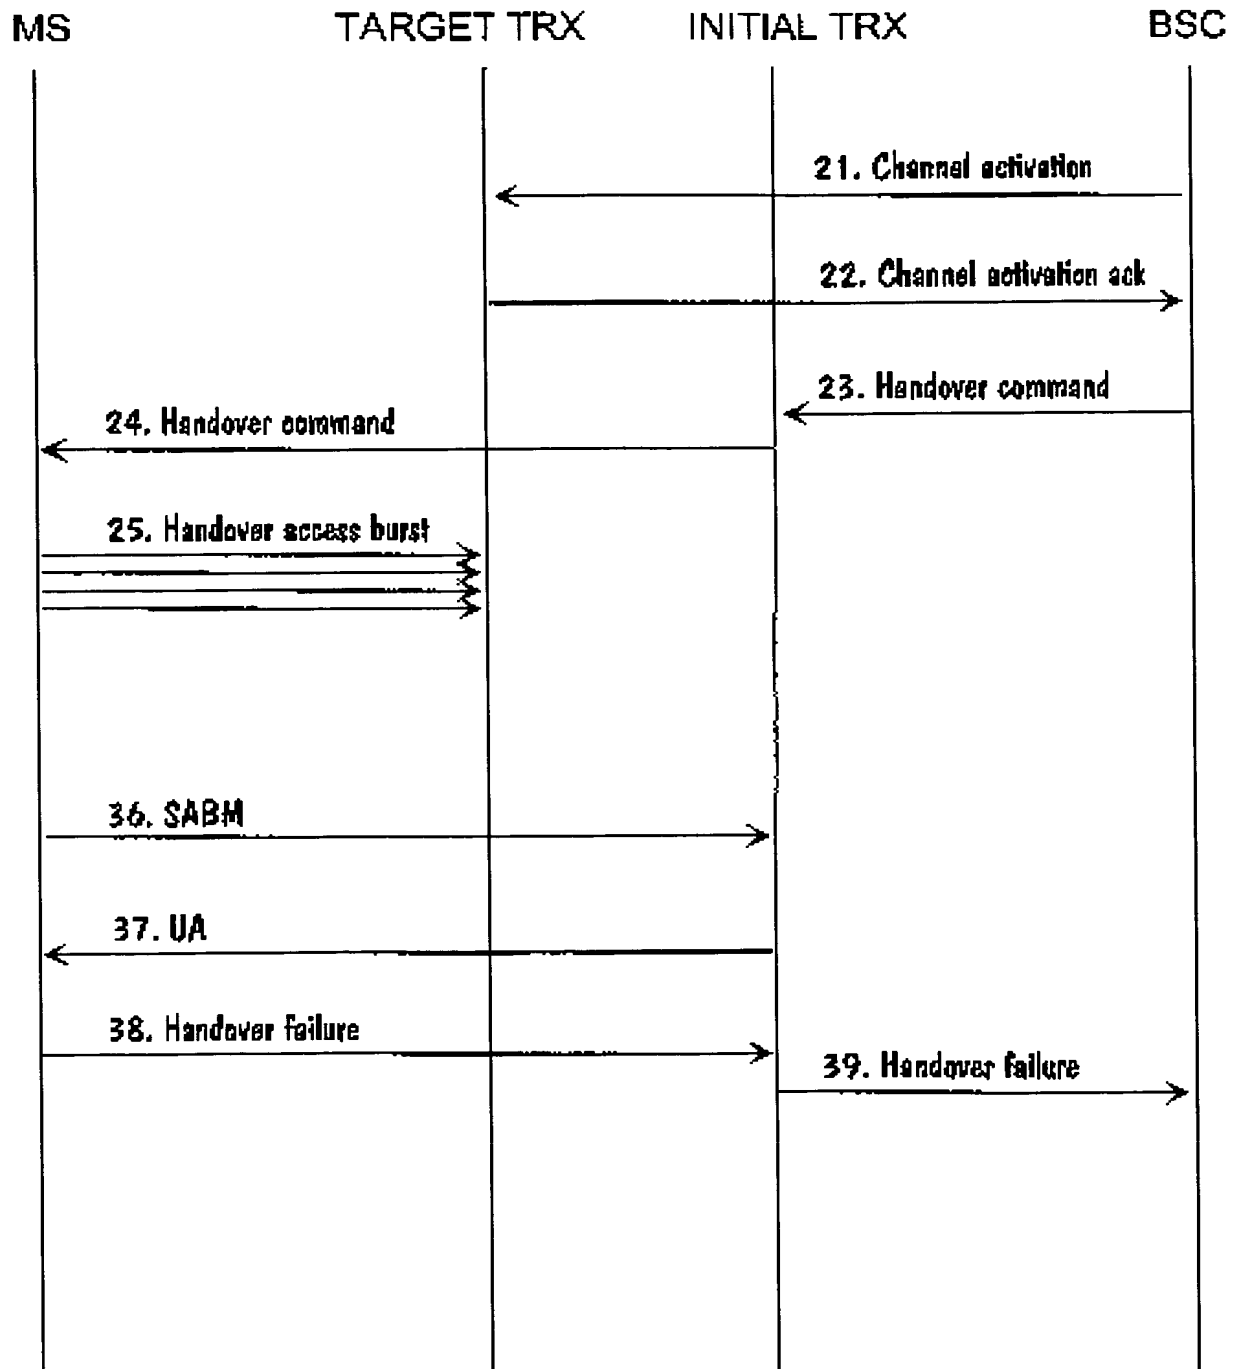 MS TARGET TRX INITIAL TRX BSC
21. Channel activation
22. Channel activation ack
23. Handover command
24. Handover command
25. Handover access burst
36. SABM
37. UA
38. Handover failure
39. Handover failure